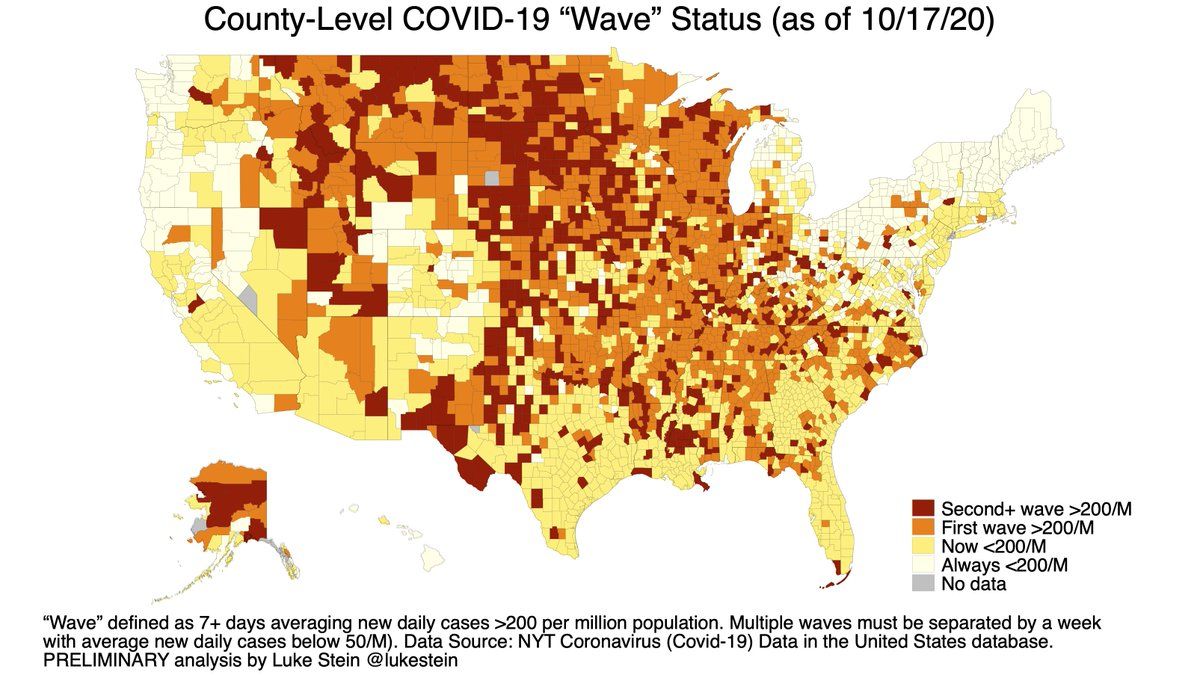 County-Level COVID-19 “Wave” Status (as of 10/17/20)
Second+ wave >200/M
First wave >200/M
Now <200/M
Always <200/M
No data
“Wave” defined as 7+ days averaging new daily cases >200 per million population. Multiple waves must be separated by a week
with average new daily cases below 50/M). Data Source: NYT Coronavirus (Covid-19) Data in the United States database.
PRELIMINARY analysis by Luke Stein @lukestein